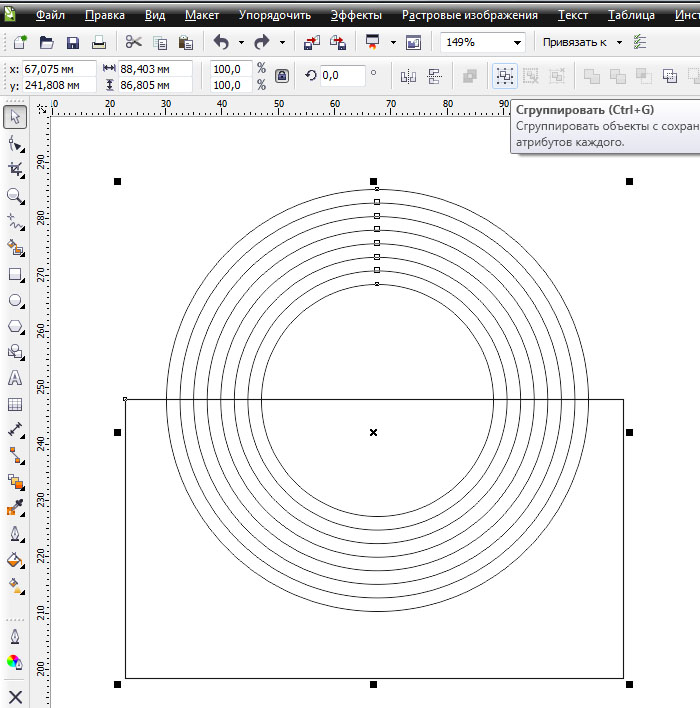 Файл Правка Вид Макет Упорядочить Эффекты Растровые изображения Текст Таблица Инст
149% Привязать к
x: 67,075 мм 88,403 мм 100,0 % 0,0 °
y: 241,808 мм 86,805 мм 100,0 %
Сгруппировать (Ctrl+G)
Сгруппировать объекты с сохран
атрибутов каждого.
10 20 30 40 50 60 70 80 90
290
280
270
260
250
240
230
220
210
200